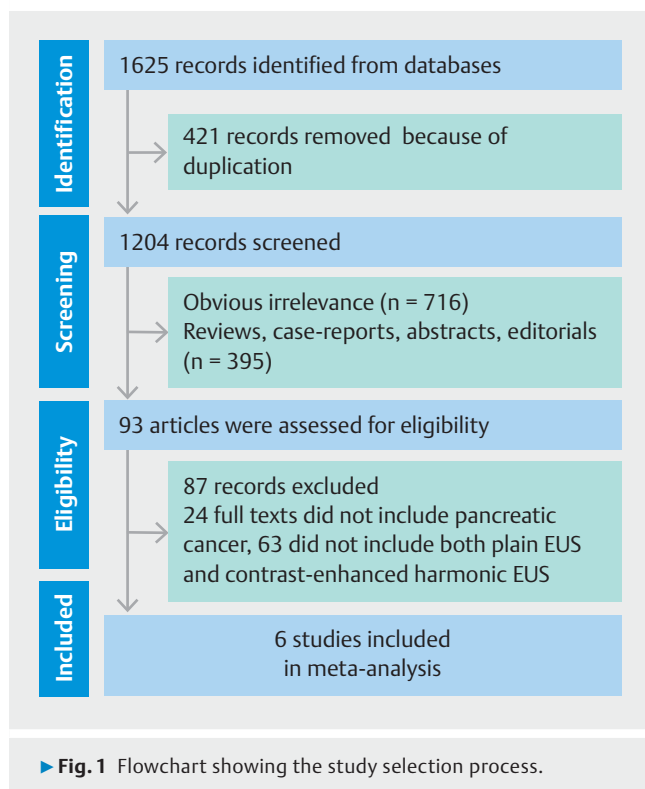 Identification
1625 records identified from databases
421 records removed because of
duplication
Screening
1204 records screened
Obvious irrelevance (n = 716)
Reviews, case-reports, abstracts, editorials
(n = 395)
Eligibility
93 articles were assessed for eligibility
87 records excluded
24 full texts did not include pancreatic
cancer, 63 did not include both plain EUS
and contrast-enhanced harmonic EUS
Included
6 studies included
in meta-analysis
▶ Fig. 1 Flowchart showing the study selection process.